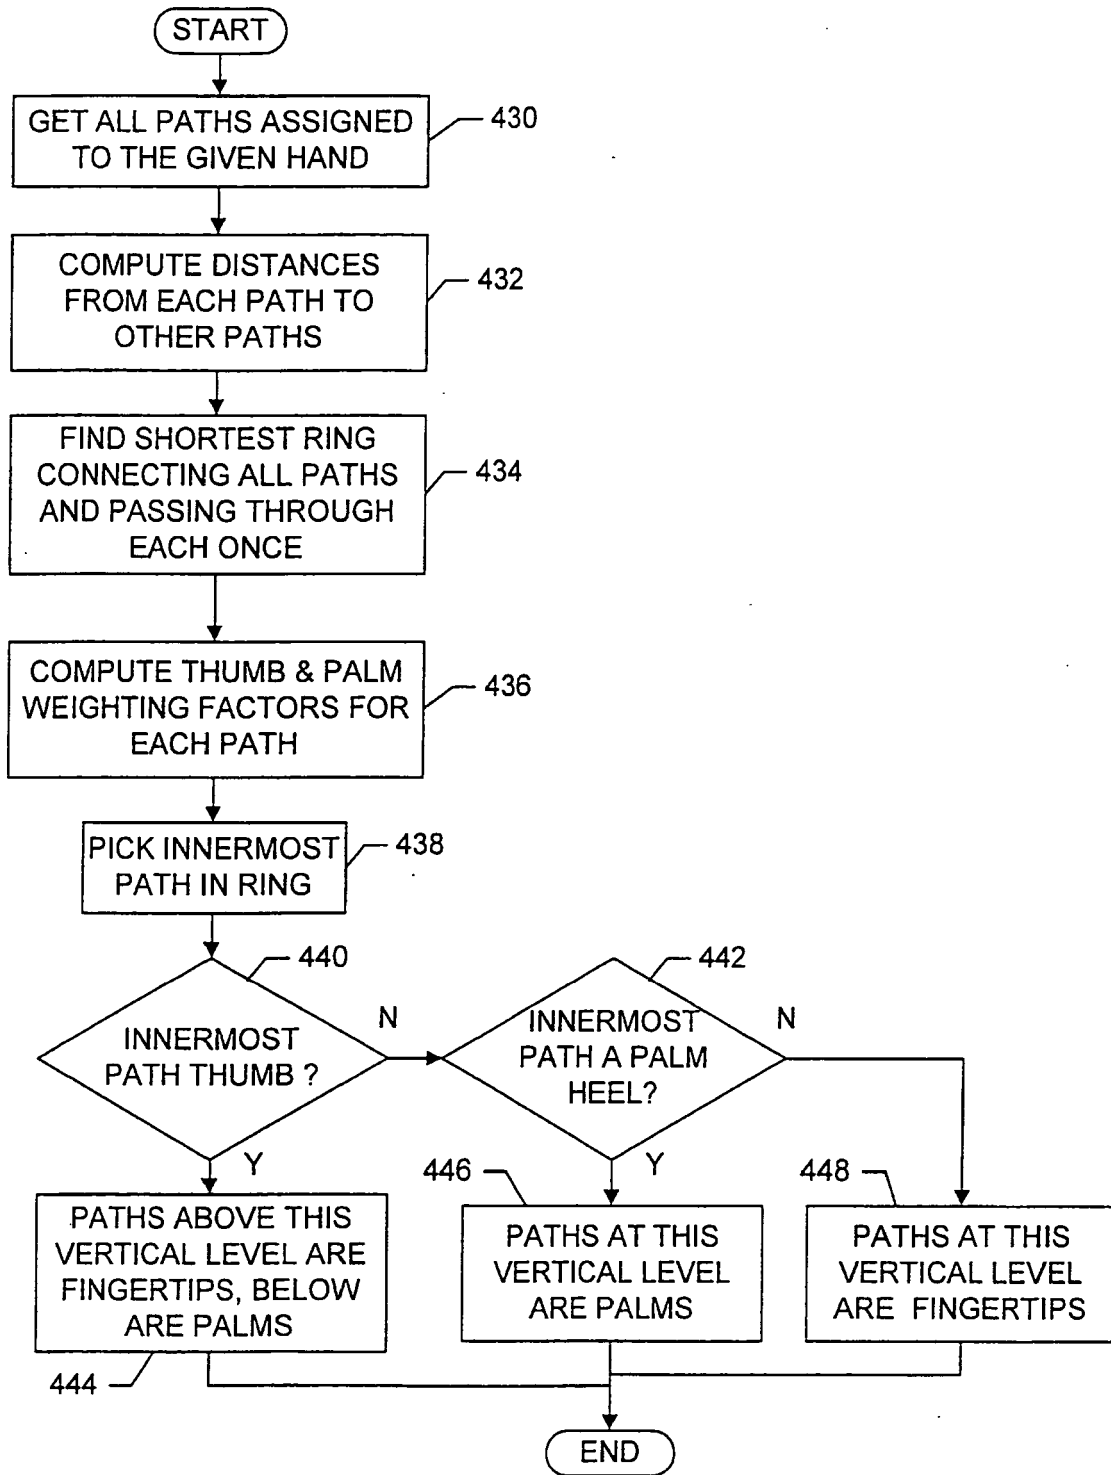 START
GET ALL PATHS ASSIGNED
TO THE GIVEN HAND
430
COMPUTE DISTANCES
FROM EACH PATH TO
OTHER PATHS
432
FIND SHORTEST RING
CONNECTING ALL PATHS
AND PASSING THROUGH
EACH ONCE
434
COMPUTE THUMB & PALM
WEIGHTING FACTORS FOR
EACH PATH
436
PICK INNERMOST
PATH IN RING
438
440
INNERMOST
PATH THUMB ?
N
Y
442
INNERMOST
PATH A PALM
HEEL?
N
Y
PATHS ABOVE THIS
VERTICAL LEVEL ARE
FINGERTIPS, BELOW
ARE PALMS
444
446
PATHS AT THIS
VERTICAL LEVEL
ARE PALMS
448
PATHS AT THIS
VERTICAL LEVEL
ARE FINGERTIPS
END